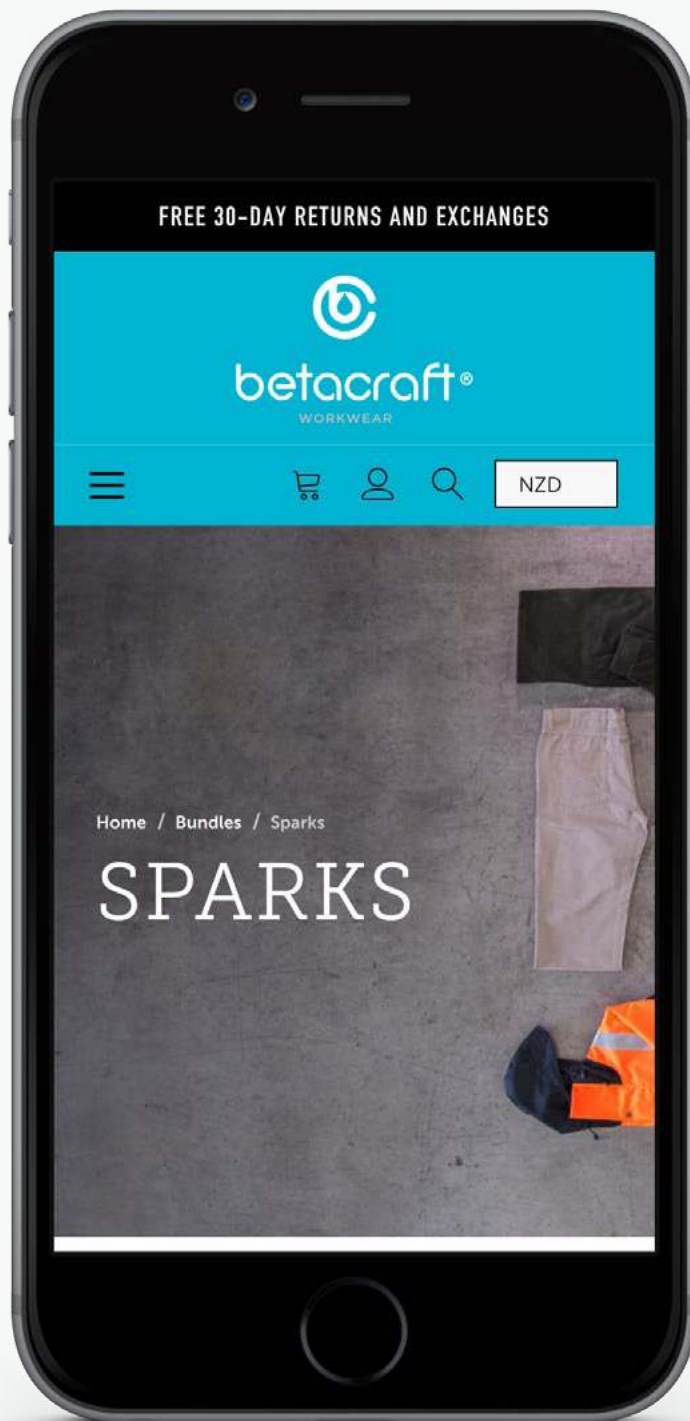 FREE 30-DAY RETURNS AND EXCHANGES
betacraft®
WORKWEAR
NZD
Home / Bundles / Sparks
SPARKS